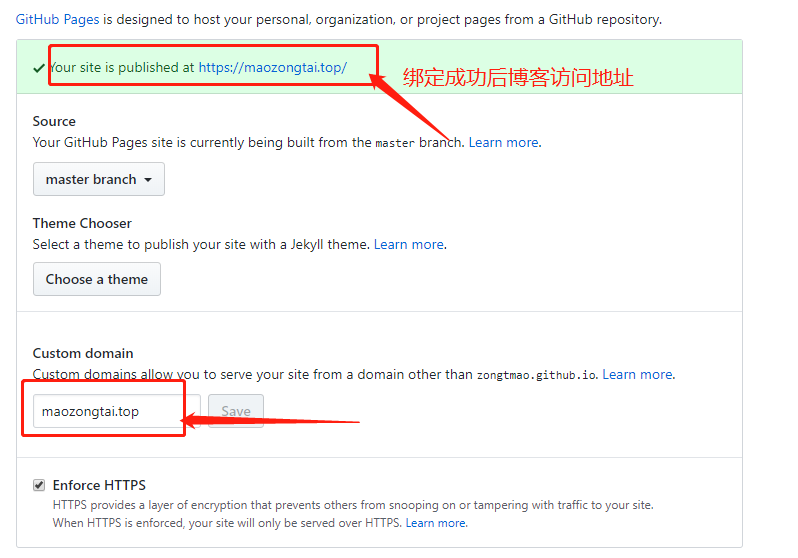 GitHub Pages is designed to host your personal, organization, or project pages from a GitHub repository.
Your site is published at https://maozongtai.top/
绑定成功后博客访问地址
Source
Your GitHub Pages site is currently being built from the master branch. Learn more.
master branch
Theme Chooser
Select a theme to publish your site with a Jekyll theme. Learn more.
Choose a theme
Custom domain
Custom domains allow you to serve your site from a domain other than zongtmao.github.io. Learn more.
maozongtai.top
Save
Enforce HTTPS
HTTPS provides a layer of encryption that prevents others from snooping on or tampering with traffic to your site.
When HTTPS is enforced, your site will only be served over HTTPS. Learn more.